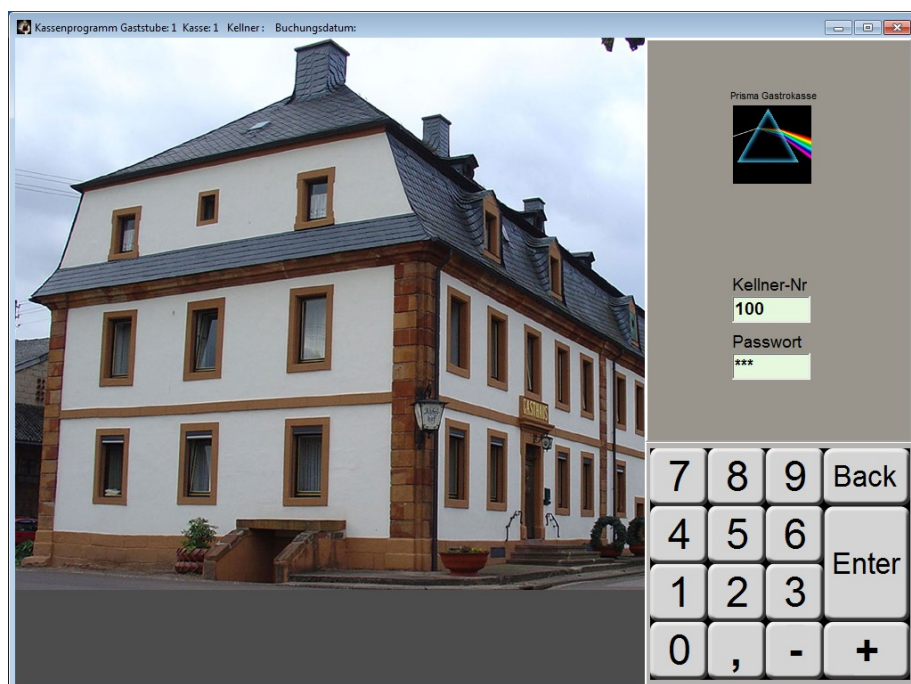 Kassenprogramm Gaststube: 1 Kasse: 1 Kellner : Buchungsdatum:
Prisma Gastrokasse
Kellner-Nr
100
Passwort
***
GASTHAUS
7 8 9 Back
4 5 6
Enter
1 2 3
0 , - +